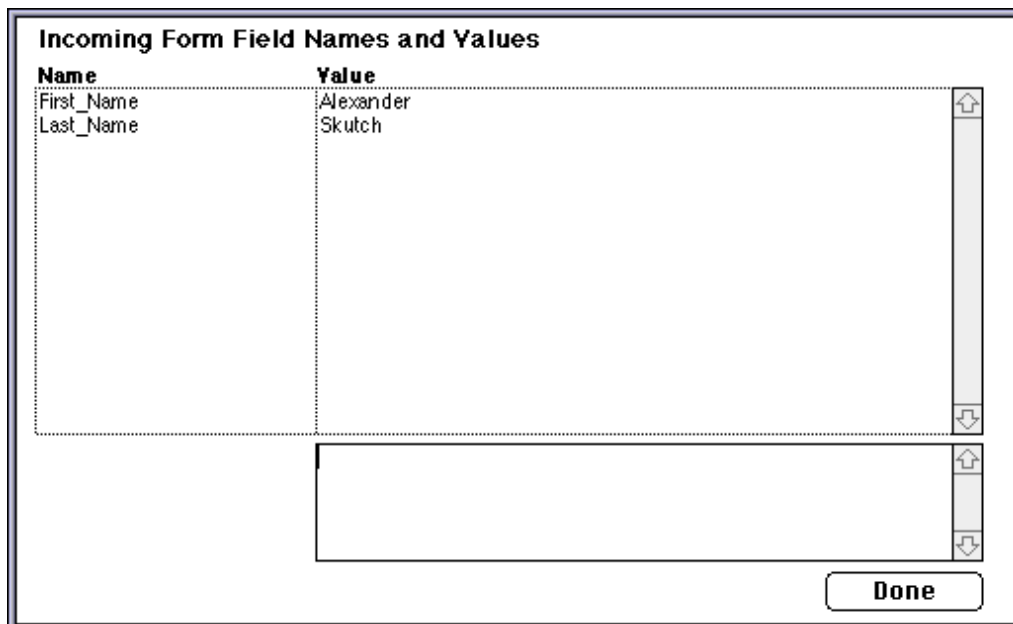 Incoming Form Field Names and Values
Name Value
First_Name Alexander
Last_Name Skutch
Done